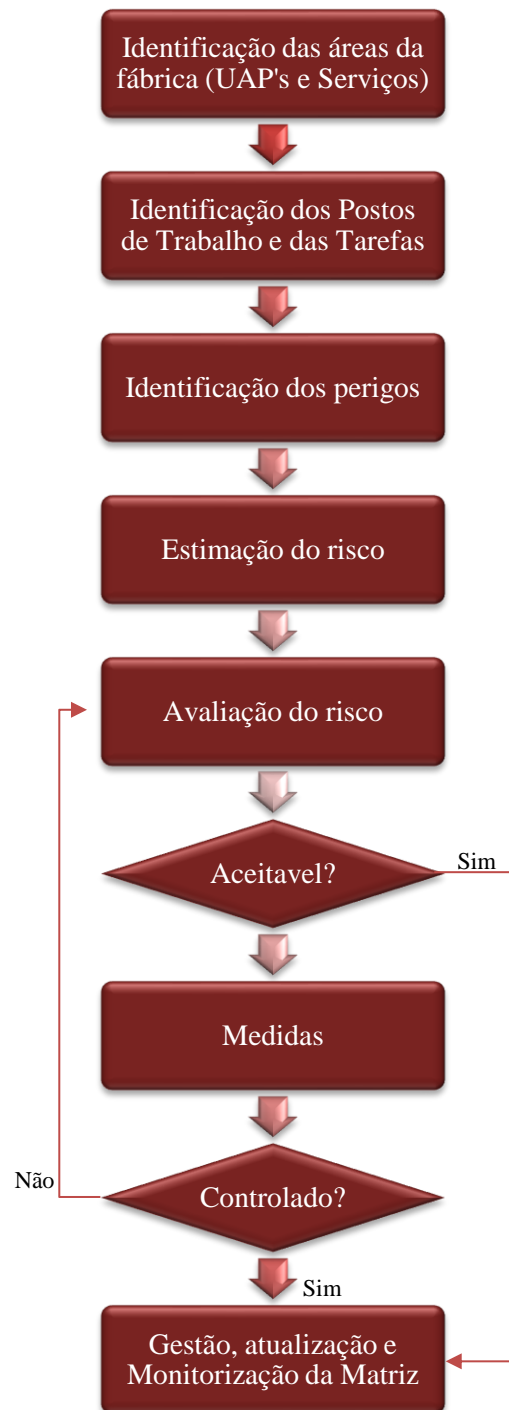 Identificação das áreas da
fábrica (UAP's e Serviços)
Identificação dos Postos
de Trabalho e das Tarefas
Identificação dos perigos
Estimação do risco
Avaliação do risco
Aceitavel?
Sim
Medidas
Não
Controlado?
Sim
Gestão, atualização e
Monitorização da Matriz